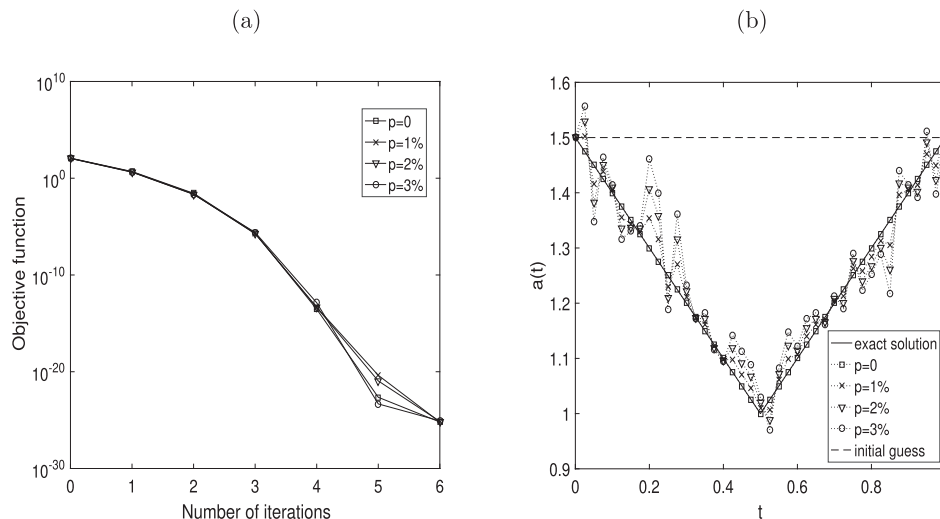 (a)
(b)
10^10
10^0
10^-10
10^-20
10^-30
0 1 2 3 4 5 6
Number of iterations
Objective function
p=0
p=1%
p=2%
p=3%
1.6
1.5
1.4
1.3
1.2
1.1
1
0.9
0 0.2 0.4 0.6 0.8
t
a(t)
exact solution
p=0
p=1%
p=2%
p=3%
initial guess